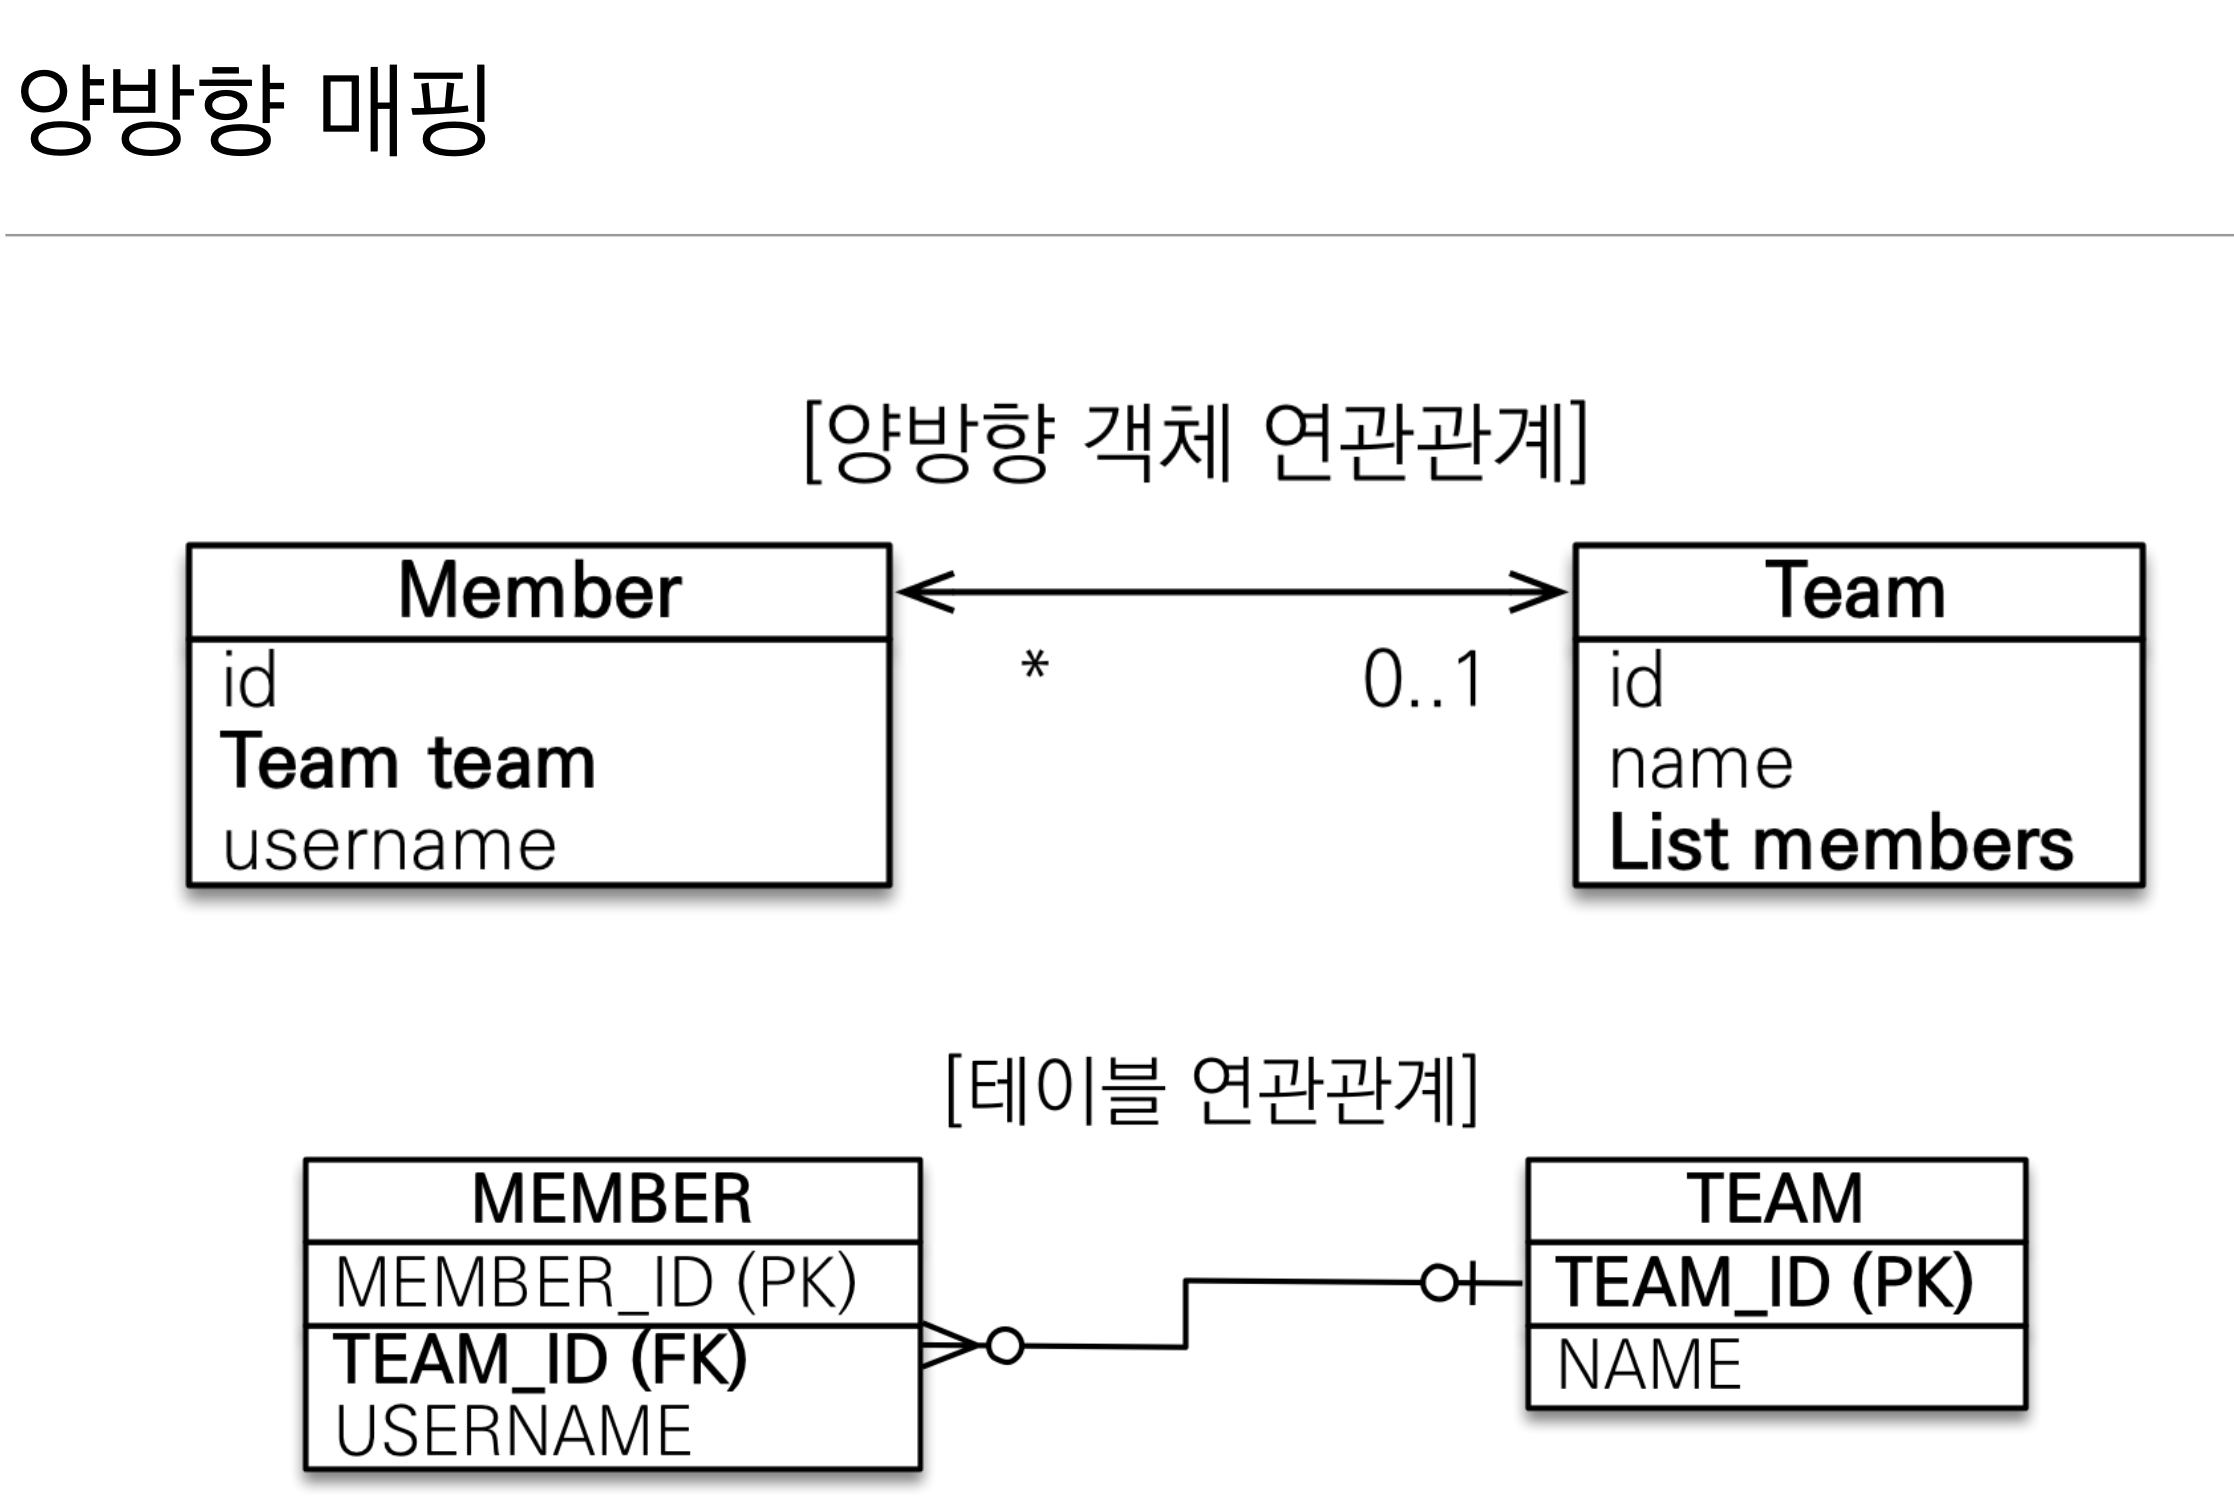 양방향 매핑
[양방향 객체 연관관계]
Member
id
Team team
username
*
0..1
Team
id
name
List members
[테이블 연관관계]
MEMBER
MEMBER_ID (PK)
TEAM_ID (FK)
USERNAME
TEAM
TEAM_ID (PK)
NAME